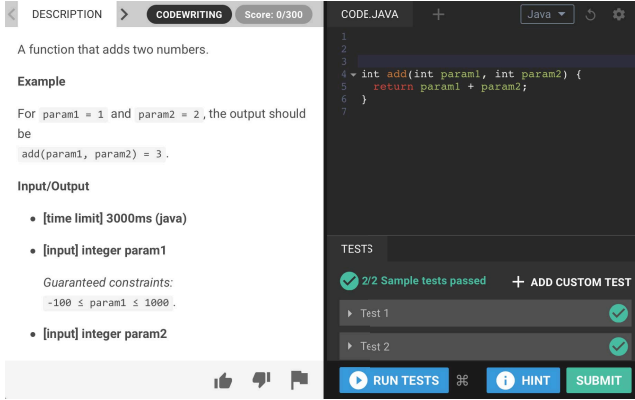 DESCRIPTION
CODEWRITING
Score: 0/300
A function that adds two numbers.
Example
For param1 = 1 and param2 = 2, the output should
be
add(param1, param2) = 3.
Input/Output
• [time limit] 3000ms (java)
• [input] integer param1
Guaranteed constraints:
-100 ≤ param1 ≤ 1000.
• [input] integer param2
CODE.JAVA
Java
1
2
3
4 int add(int param1, int param2) {
5 return param1 + param2;
6 }
7
TESTS
2/2 Sample tests passed
+ ADD CUSTOM TEST
Test 1
Test 2
RUN TESTS ⌘
HINT
SUBMIT